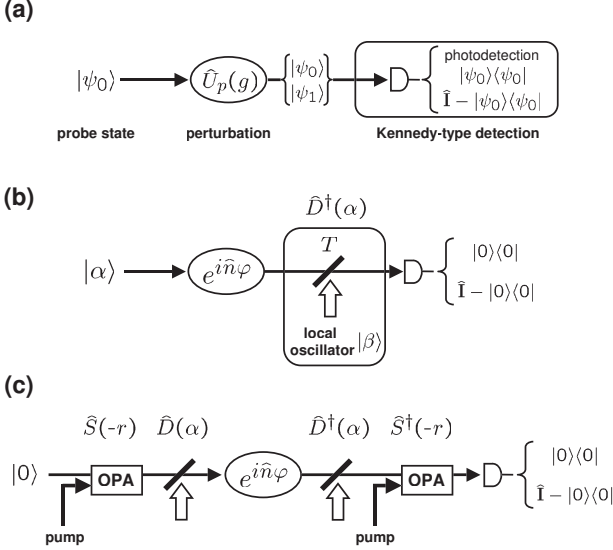 (a)
|ψ₀⟩
Û_p(g)
|ψ₀⟩
|ψ₁⟩
photodetection
|ψ₀⟩⟨ψ₀|
Î − |ψ₀⟩⟨ψ₀|
probe state
perturbation
Kennedy-type detection
(b)
D̂†(α)
|α⟩
e^{in̂φ}
T
|0⟩⟨0|
Î − |0⟩⟨0|
local
oscillator |β⟩
(c)
Ŝ(-r) D̂(α) D̂†(α) Ŝ†(-r)
|0⟩
OPA
e^{in̂φ}
OPA
|0⟩⟨0|
Î − |0⟩⟨0|
pump
pump